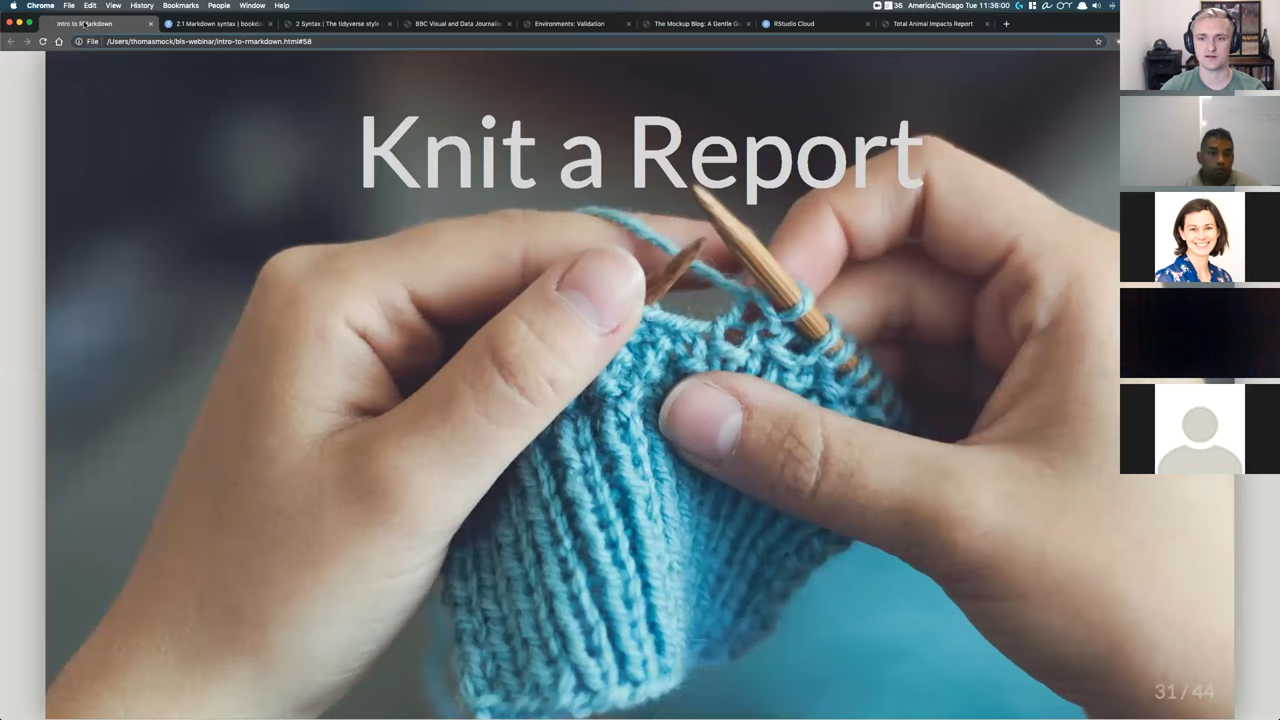 Chrome File Edit View History Bookmarks People Window Help
36 America/Chicago Tue 11:36:00
Intro to R Markdown
2.1 Markdown syntax | bookdo
2 Syntax | The tidyverse style
BBC Visual and Data Journalis
Environments: Validation
The Mockup Blog: A Gentle G
RStudio Cloud
Total Animal Impacts Report
File /Users/thomasmock/bls-webinar/intro-to-rmarkdown.html#58
Knit a Report
31 / 44